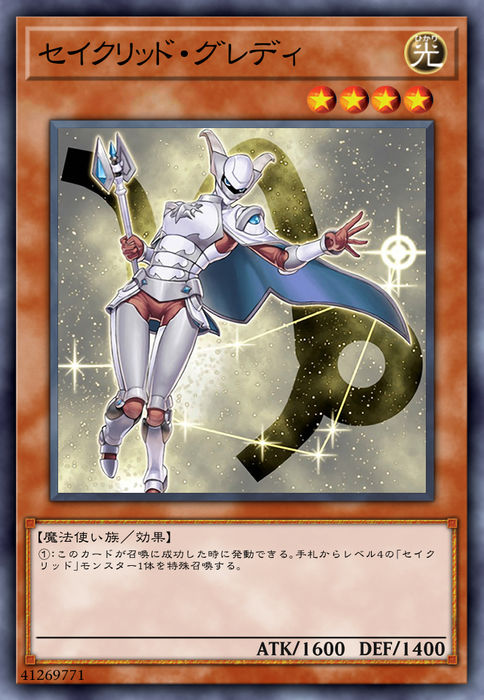 セイクリッド・グレディ
ひかり
光
【魔法使い族／効果】
①：このカードが召喚に成功した時に発動できる。手札からレベル4の「セイク
リッド」モンスター1体を特殊召喚する。
ATK/1600 DEF/1400
41269771